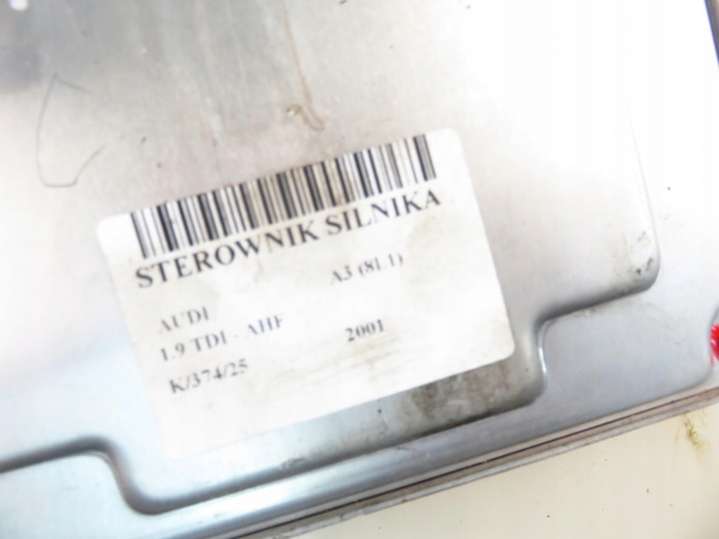 STEROWNIK SILNIKA
AUDI A3 (8L1)
1.9 TDI - AHF 2001
K/374/25